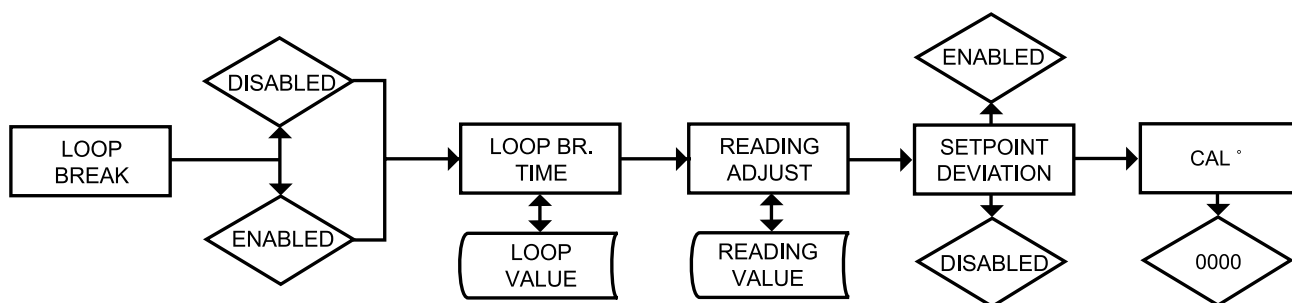 LOOP
BREAK
DISABLED
ENABLED
LOOP BR.
TIME
LOOP
VALUE
READING
ADJUST
READING
VALUE
ENABLED
SETPOINT
DEVIATION
DISABLED
CAL °
0000